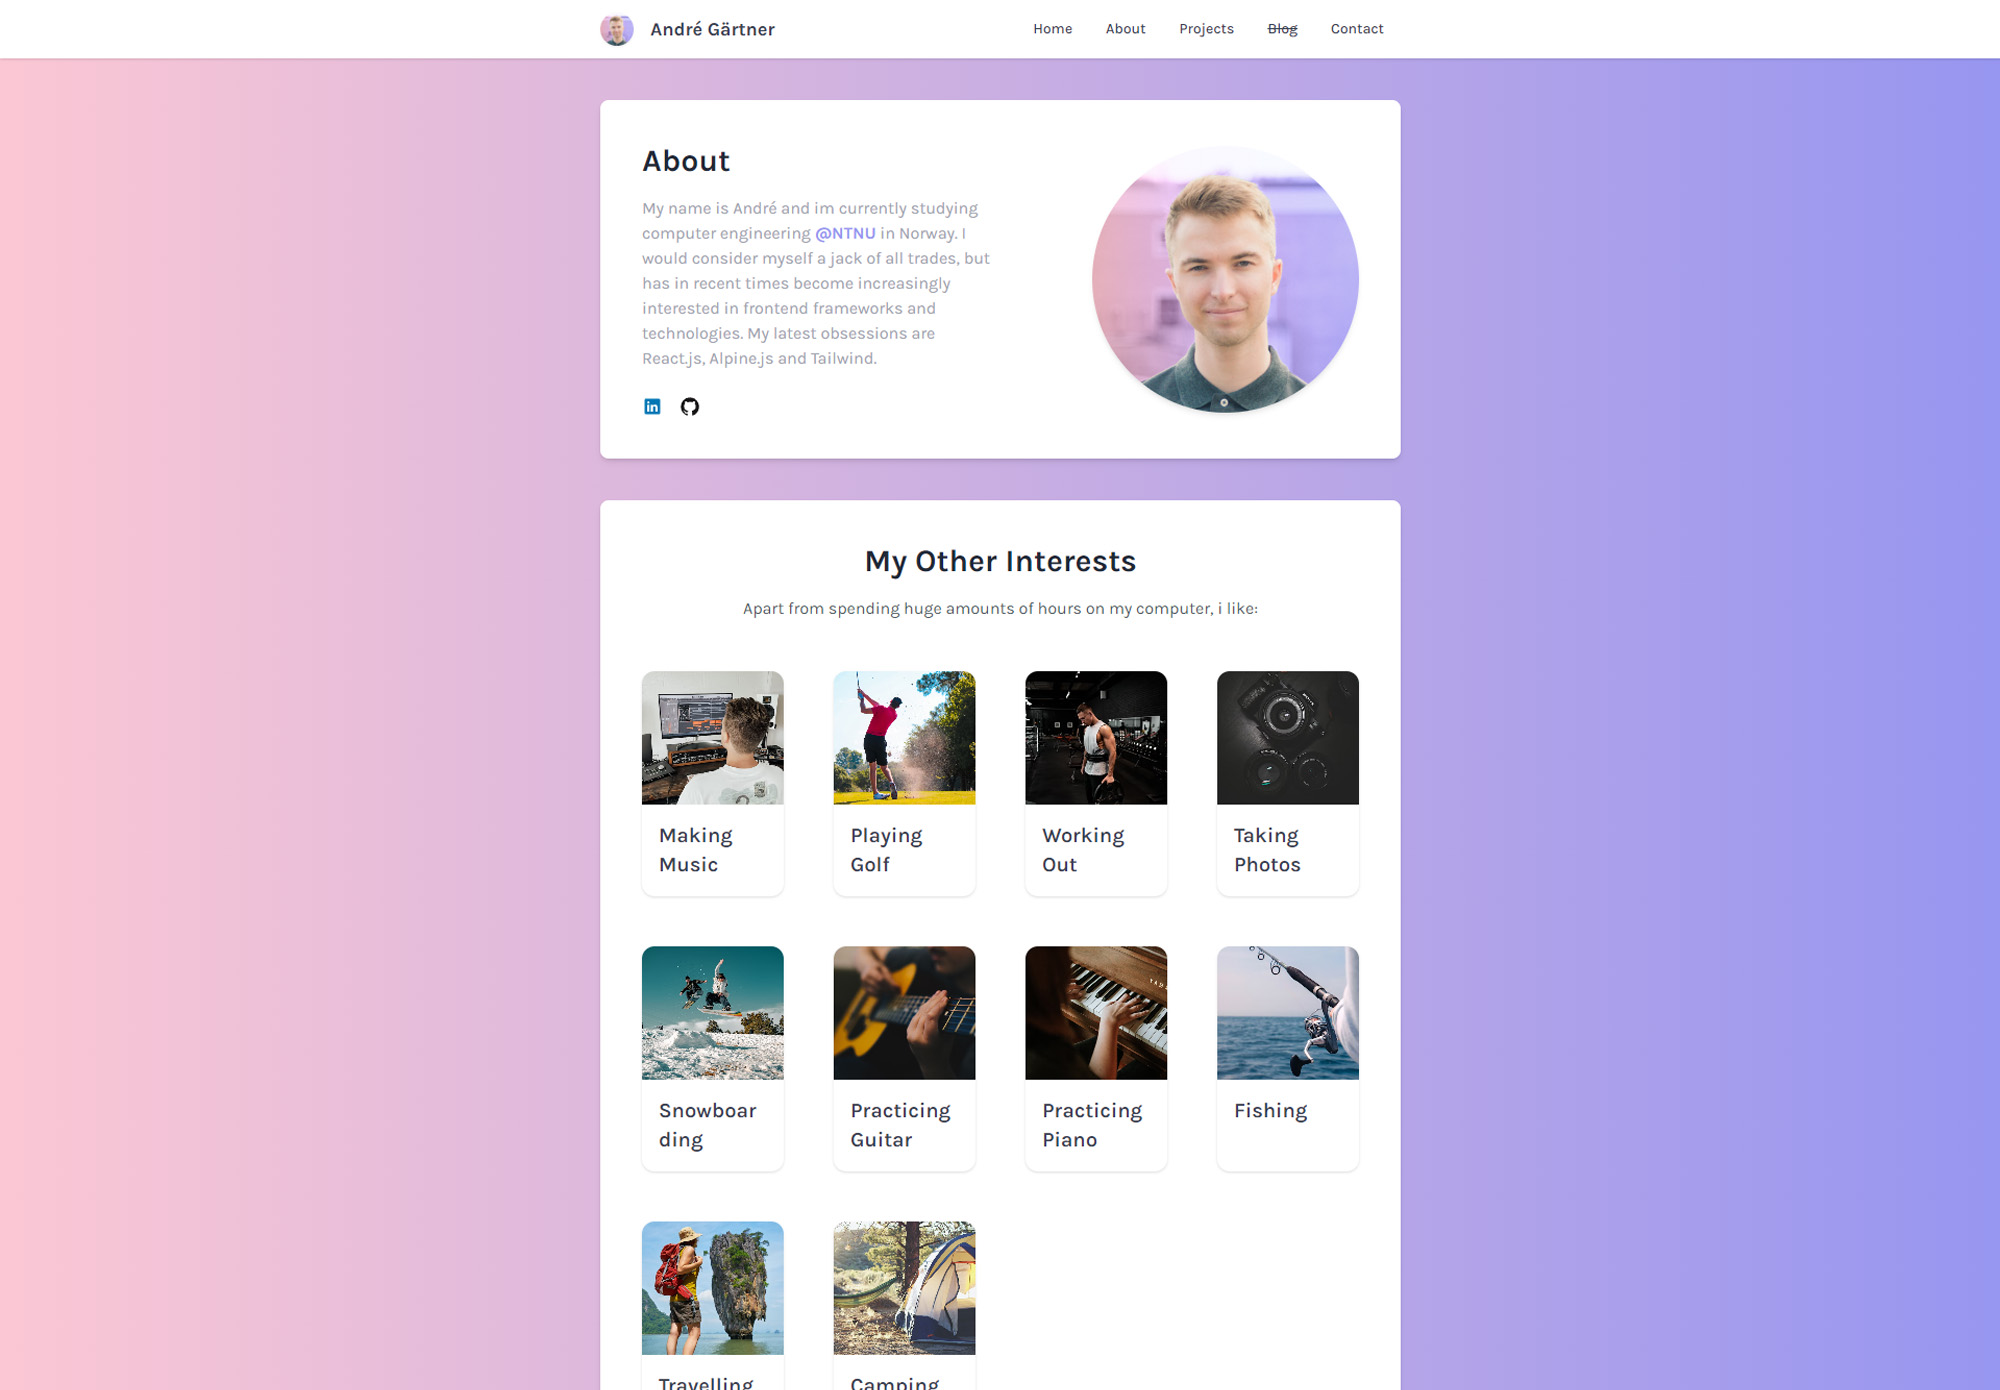 André Gärtner
Home About Projects Blog Contact
About
My name is André and im currently studying
computer engineering @NTNU in Norway. I
would consider myself a jack of all trades, but
has in recent times become increasingly
interested in frontend frameworks and
technologies. My latest obsessions are
React.js, Alpine.js and Tailwind.
My Other Interests
Apart from spending huge amounts of hours on my computer, i like:
Making
Music
Playing
Golf
Working
Out
Taking
Photos
Snowboar
ding
Practicing
Guitar
Practicing
Piano
Fishing
Travelling
Camping